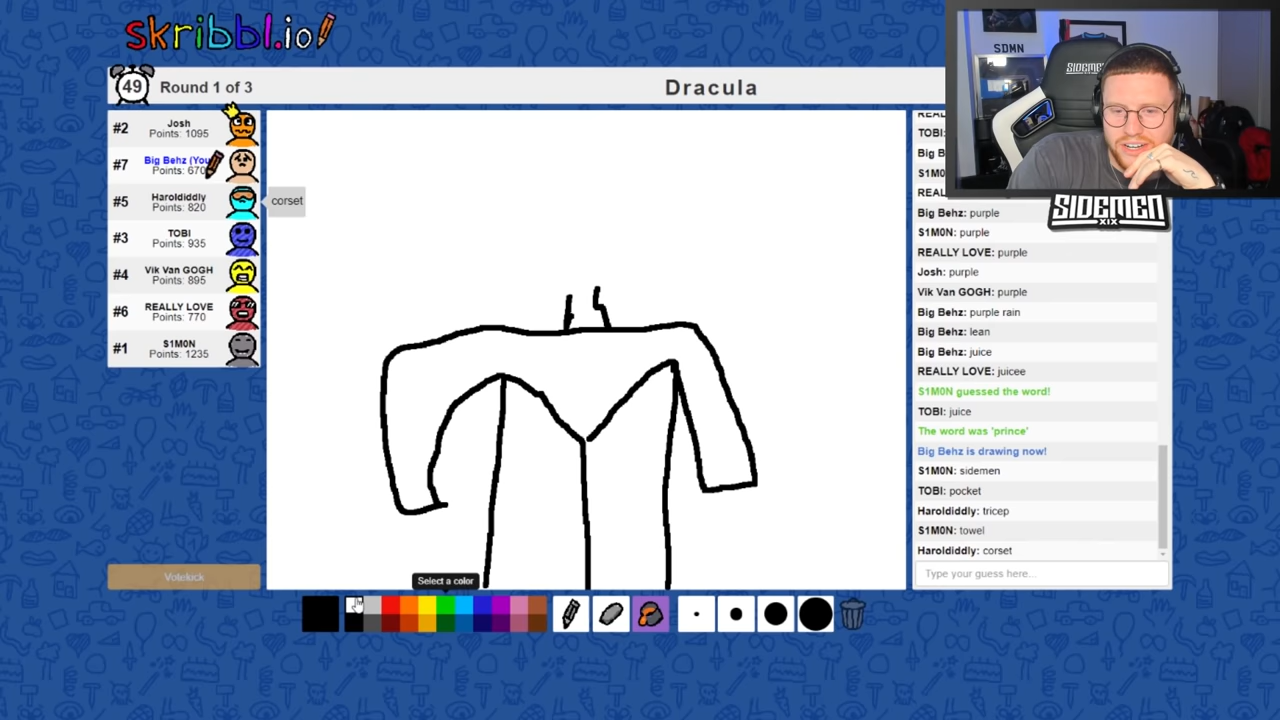 skribbl.io!
49
Round 1 of 3
Dracula
#2
Josh
Points: 1095
#7
Big Behz (You
Points: 670
#5
Haroldiddly
Points: 820
corset
#3
TOBI
Points: 935
#4
Vik Van GOGH
Points: 895
#6
REALLY LOVE
Points: 770
#1
S1M0N
Points: 1235
Votekick
Select a color
TOBI:
Big B
S1M0
REAL
Big Behz: purple
S1M0N: purple
REALLY LOVE: purple
Josh: purple
Vik Van GOGH: purple
Big Behz: purple rain
Big Behz: lean
Big Behz: juice
REALLY LOVE: juicee
S1M0N guessed the word!
TOBI: juice
The word was 'prince'
Big Behz is drawing now!
S1M0N: sidemen
TOBI: pocket
Haroldiddly: tricep
S1M0N: towel
Haroldiddly: corset
Type your guess here...
SDMN
SIDEMEN
SIDEMEN
XIX